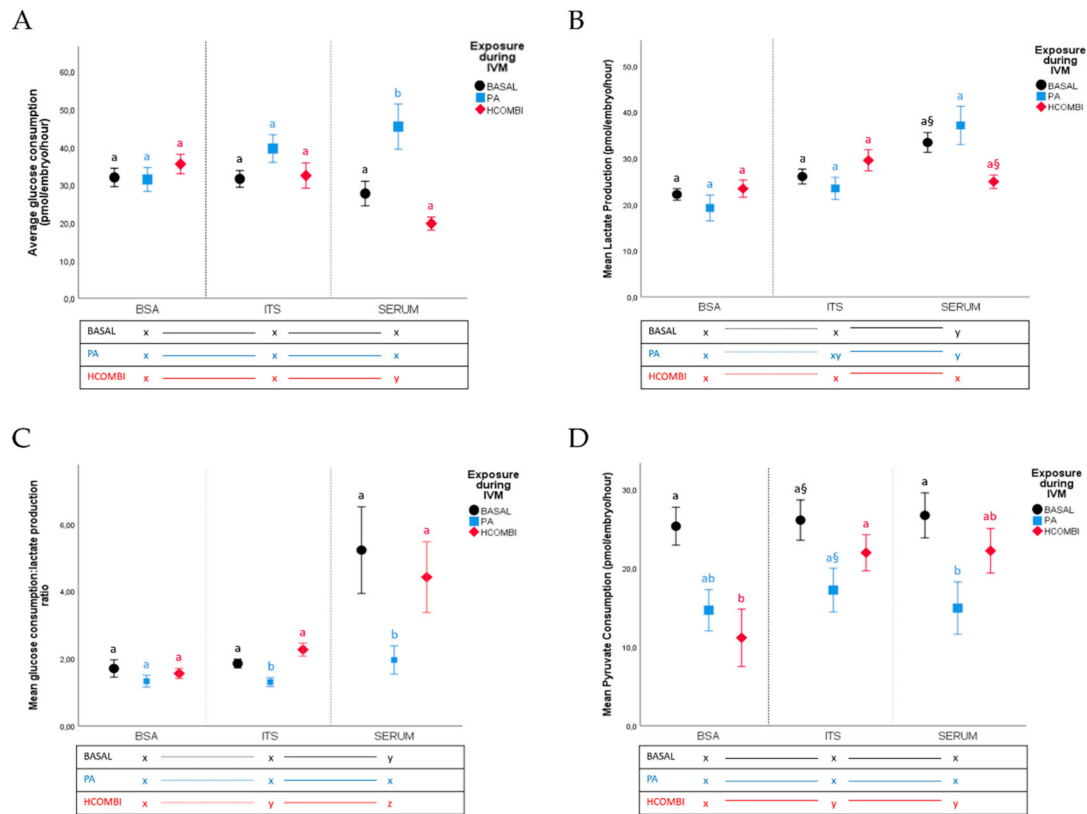 A
Average glucose consumption
(pmol/embryo/hour)
60,0
50,0
40,0
30,0
20,0
10,0
0,0
a a a
a a a
a b a
BSA ITS SERUM
Exposure
during
IVM
BASAL
PA
HCOMBI
BASAL x x x
PA x x x
HCOMBI x x y
B
Mean Lactate Production (pmol/embryo/hour)
50,0
40,0
30,0
20,0
10,0
0,0
a a a
a a a
a§ a a§
BSA ITS SERUM
Exposure
during
IVM
BASAL
PA
HCOMBI
BASAL x x y
PA x xy y
HCOMBI x x x
C
Mean glucose consumption:lactate production
ratio
6,00
4,00
2,00
0,00
a a a
a b a
a b a
BSA ITS SERUM
Exposure
during
IVM
BASAL
PA
HCOMBI
BASAL x x y
PA x x x
HCOMBI x y z
D
Mean Pyruvate Consumption (pmol/embryo/hour)
30,0
20,0
10,0
0,0
a ab b
a§ a§ a
a b ab
BSA ITS SERUM
Exposure
during
IVM
BASAL
PA
HCOMBI
BASAL x x x
PA x x x
HCOMBI x y y